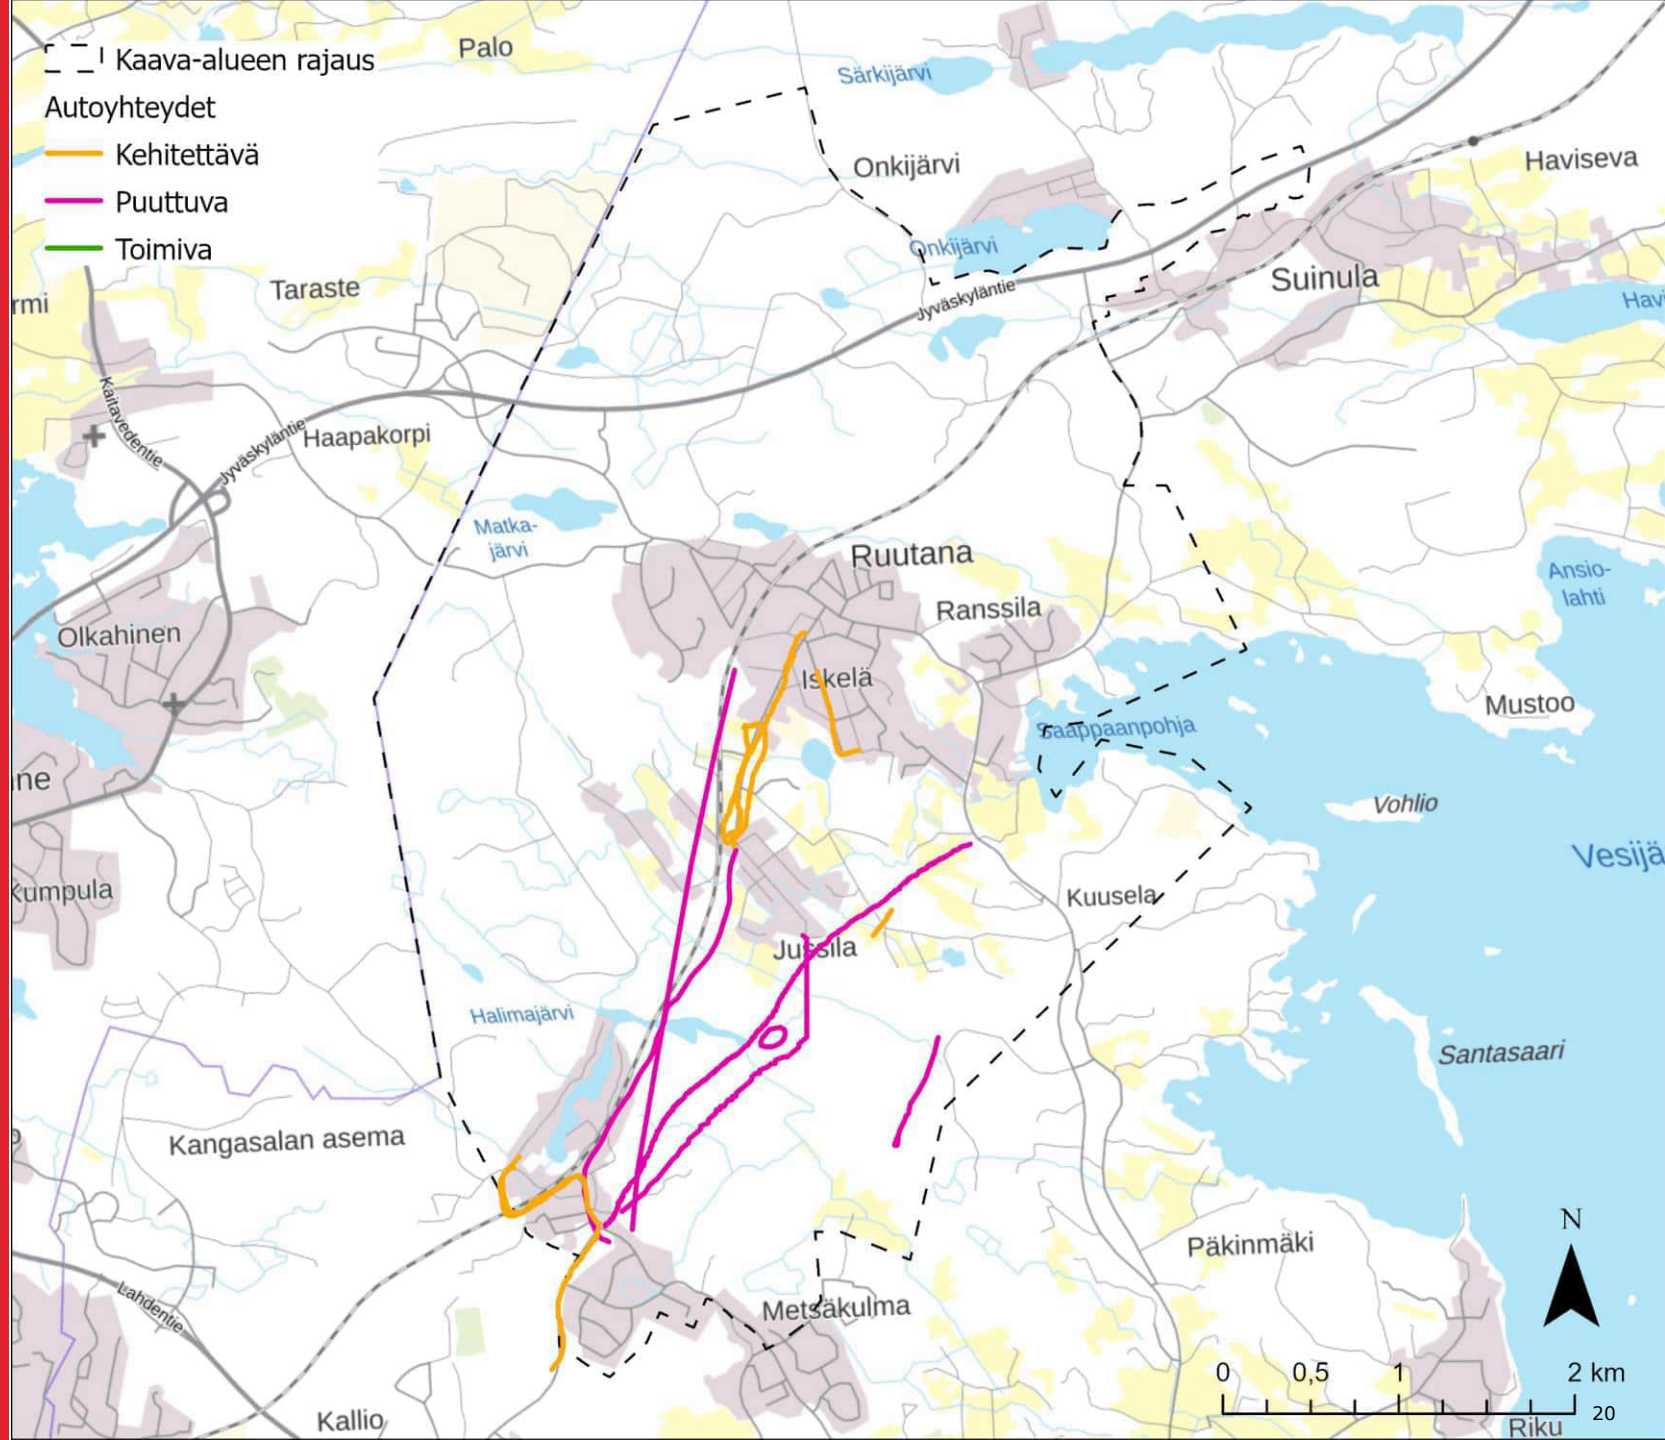 Kaava-alueen rajaus
Autoyhteydet
Kehitettävä
Puuttuva
Toimiva
Palo
Särkijärvi
Onkijärvi
Haviseva
Onkijärvi
Jyväskyläntie
Suinula
Havi
rmi
Taraste
Kaitavedentie
Jyväskyläntie
Haapakorpi
Matka-
järvi
Ruutana
Ranssila
Ansio-
lahti
Olkahinen
Iskelä
Saappaanpohja
Mustoo
ne
Vohlio
Vesijä
Kumpula
Kuusela
Jussila
Halimajärvi
Santasaari
Kangasalan asema
Päkinmäki
Lahdentie
Metsäkulma
Kallio
Riku
N
0 0,5 1 2 km
20